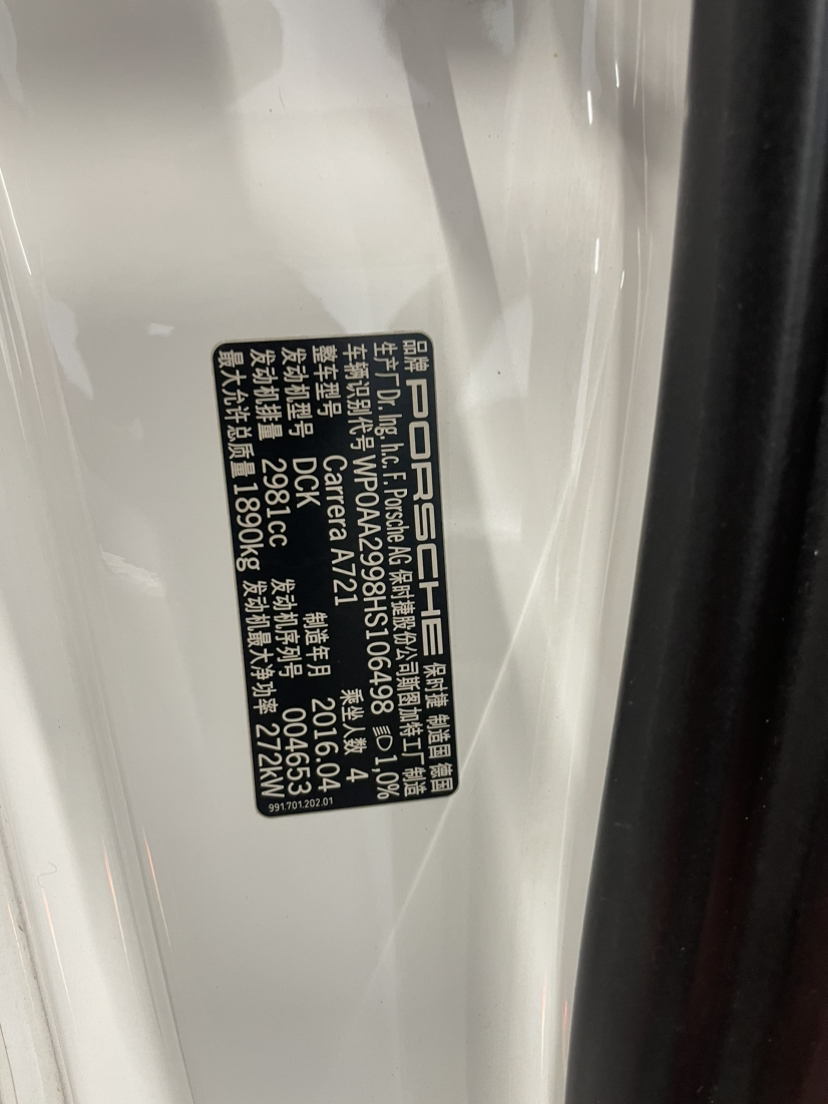 品牌 PORSCHE 保时捷 制造国 德国
生产厂 Dr. Ing. h.c. F. Porsche AG 保时捷股份公司斯图加特工厂 制造
车辆识别代号 WP0AA2998HS106498 1,0%
整车型号 Carrera A721 乘坐人数 4
发动机型号 DCK 制造年月 2016.04
发动机排量 2981cc 发动机序列号 004653
最大允许总质量 1890kg 发动机最大净功率 272kW
991.701.202.01